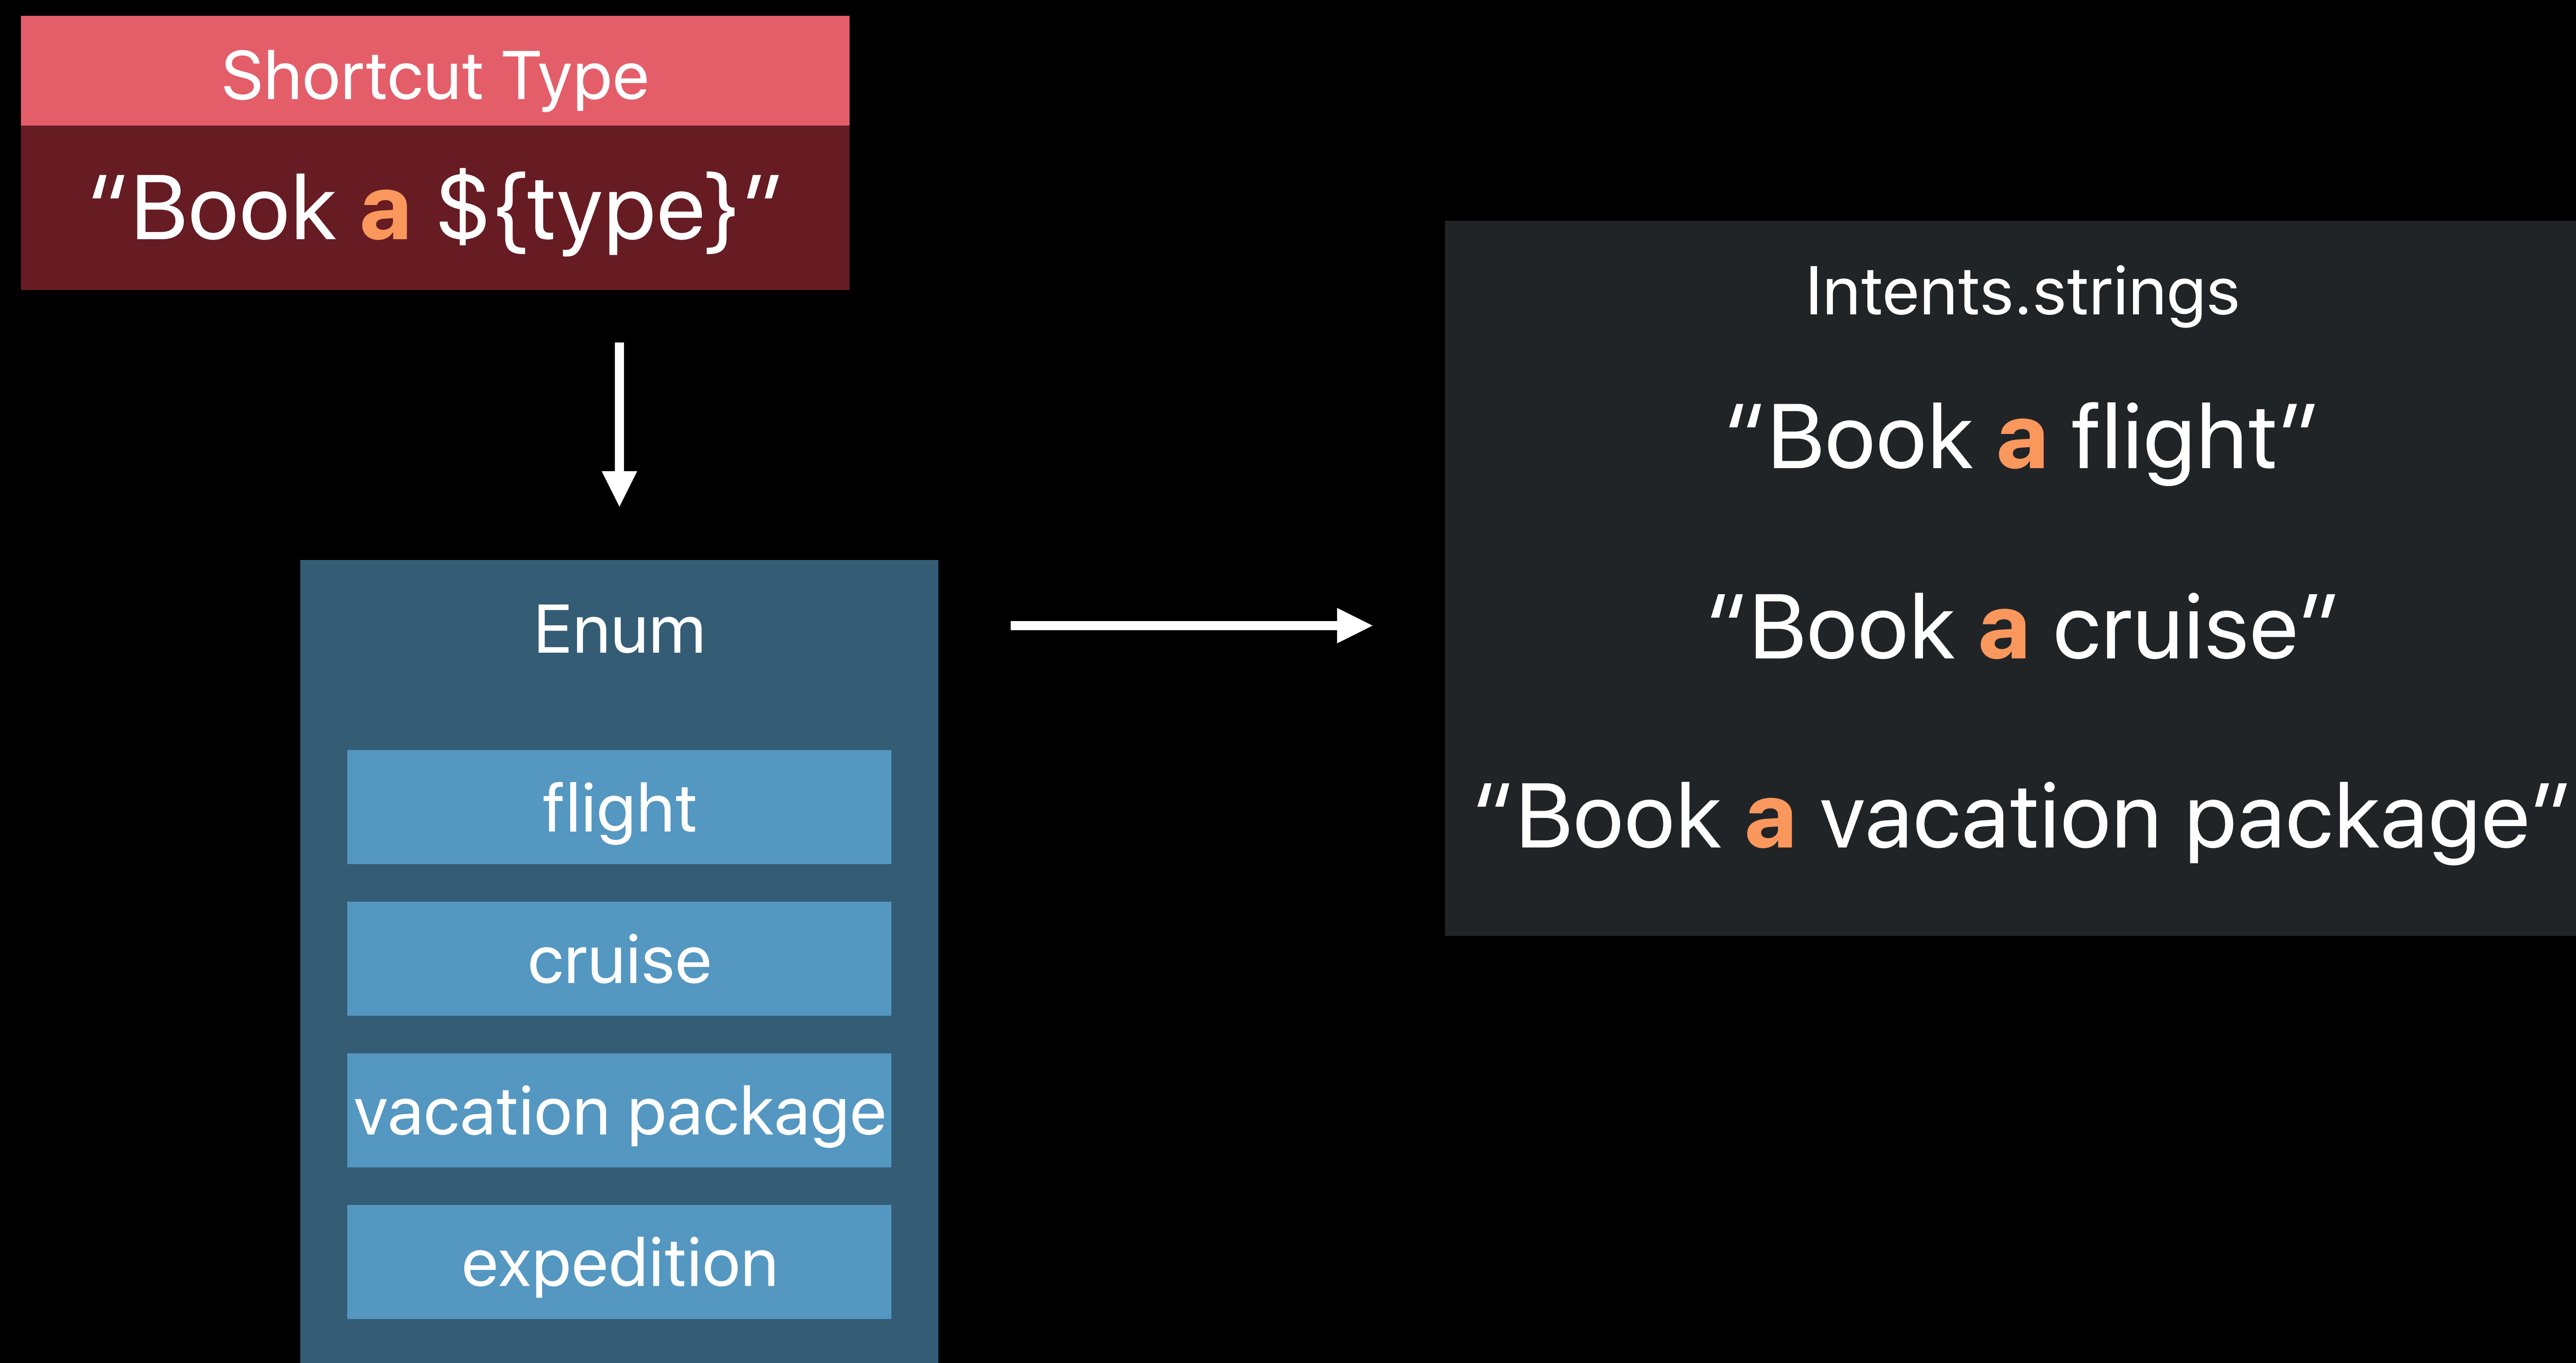 Shortcut Type
“Book a ${type}”
Enum
flight
cruise
vacation package
expedition
Intents.strings
“Book a flight”
“Book a cruise”
“Book a vacation package”